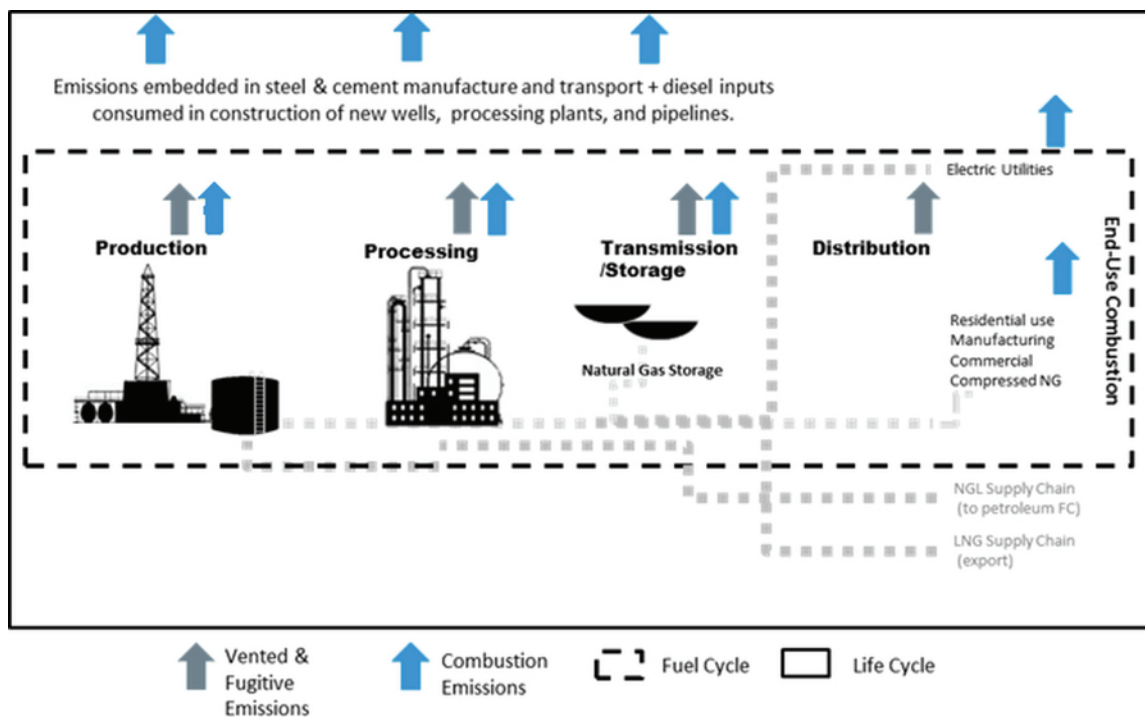 Emissions embedded in steel & cement manufacture and transport + diesel inputs
consumed in construction of new wells, processing plants, and pipelines.
Electric Utilities
Production
Processing
Transmission
/Storage
Distribution
End-Use Combustion
Natural Gas Storage
Residential use
Manufacturing
Commercial
Compressed NG
NGL Supply Chain
(to petroleum FC)
LNG Supply Chain
(export)
Vented &
Fugitive
Emissions
Combustion
Emissions
Fuel Cycle
Life Cycle